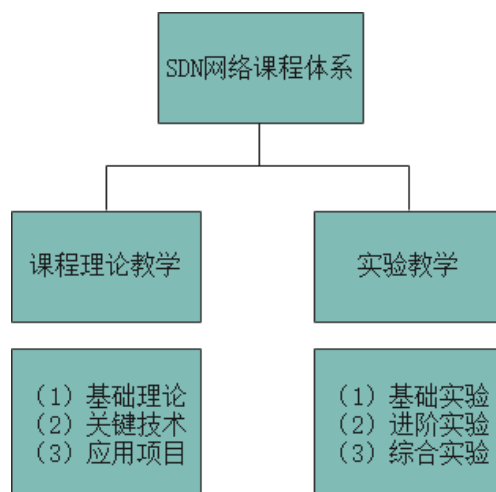 SDN网络课程体系
课程理论教学
实验教学
（1）基础理论
（2）关键技术
（3）应用项目
（1）基础实验
（2）进阶实验
（3）综合实验